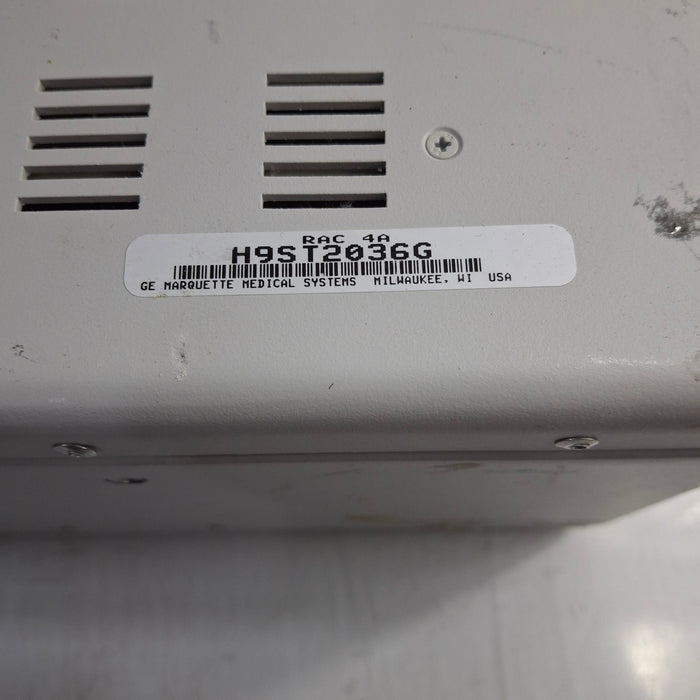 RAC 4A
H9ST2036G
GE MARQUETTE MEDICAL SYSTEMS MILWAUKEE, WI USA